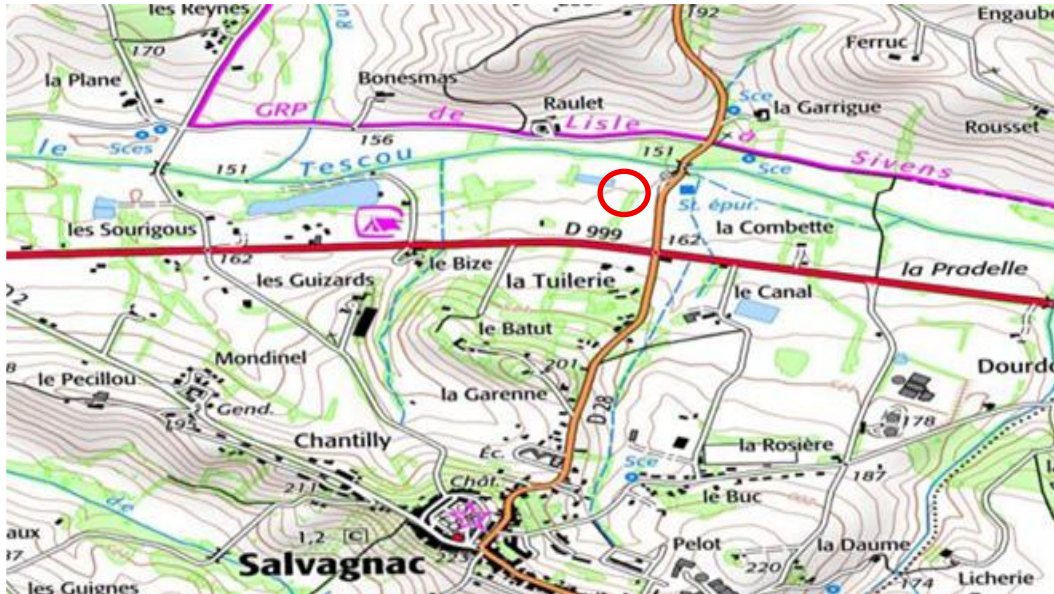 les Reynes
192
Engaub
170
Ferruc
la Plane
Bonesmas
Sce
la Garrigue
GRP de Lisle à Sivens
Raulet
Rousset
Sces
156
le Tescou
151
151
Sce
St. épur.
les Sourigous
D 999
la Combette
162
162
la Pradelle
le Bize
les Guizards
la Tuilerie
le Canal
D 2
le Batut
Mondinel
201
Dourdo
le Pecillou
la Garenne
D 28
Gend.
195
178
Chantilly
Éc.
la Rosière
Sce
187
Chât.
211
le Buc
de
aux
1,2 C
Pelot
la Daume
37
Salvagnac
220
174
Licherie
les Guignes